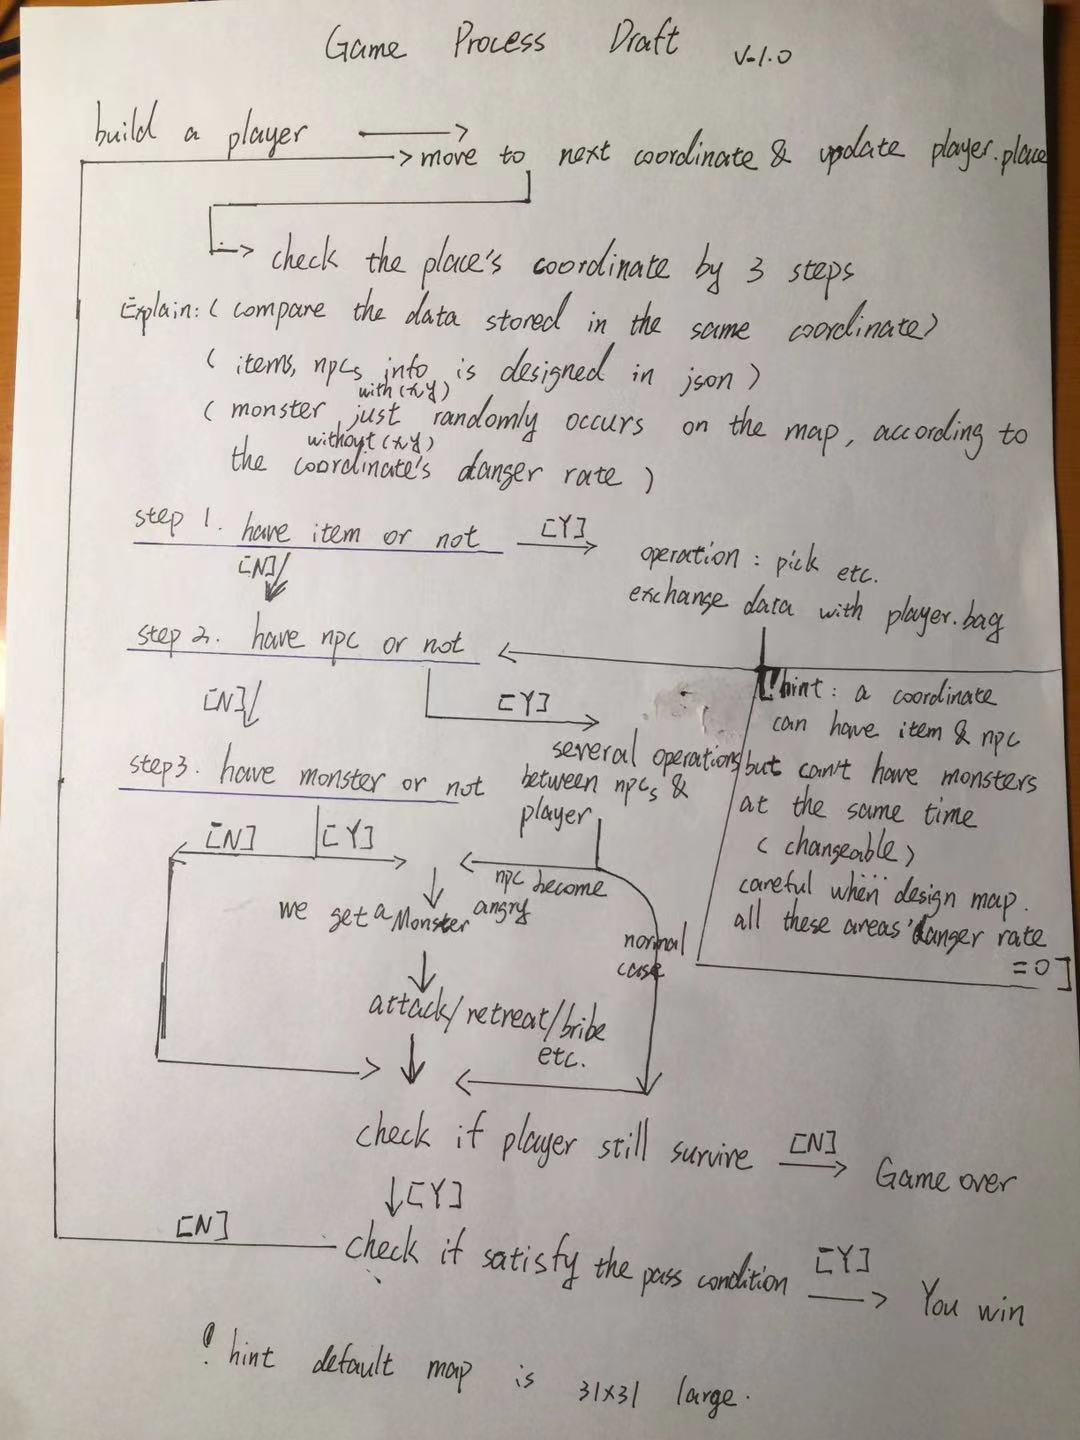 Game Process Draft V-1.0
build a player
move to next coordinate & update player.place
check the place's coordinate by 3 steps
Explain: ( compare the data stored in the same coordinate)
( items, npcs info is designed in json )
with (x,y)
( monster just randomly occurs on the map, according to
without (x,y)
the coordinate's danger rate )
step 1. have item or not [Y]
[N]
operation : pick etc.
exchange data with player.bag
step 2. have npc or not
[N]
[Y]
several operations
between npcs &
player
[!hint : a coordinate
can have item & npc
but can't have monsters
at the same time
( changeable )
careful when design map.
all these areas' danger rate
=0]
step 3. have monster or not
[N] [Y]
npc become
angry
we get a Monster
normal
case
attack/retreat/bribe
etc.
check if player still survive [N] Game over
[Y]
[N]
check if satisfy the pass condition [Y] You win
! hint default map is 31x31 large.